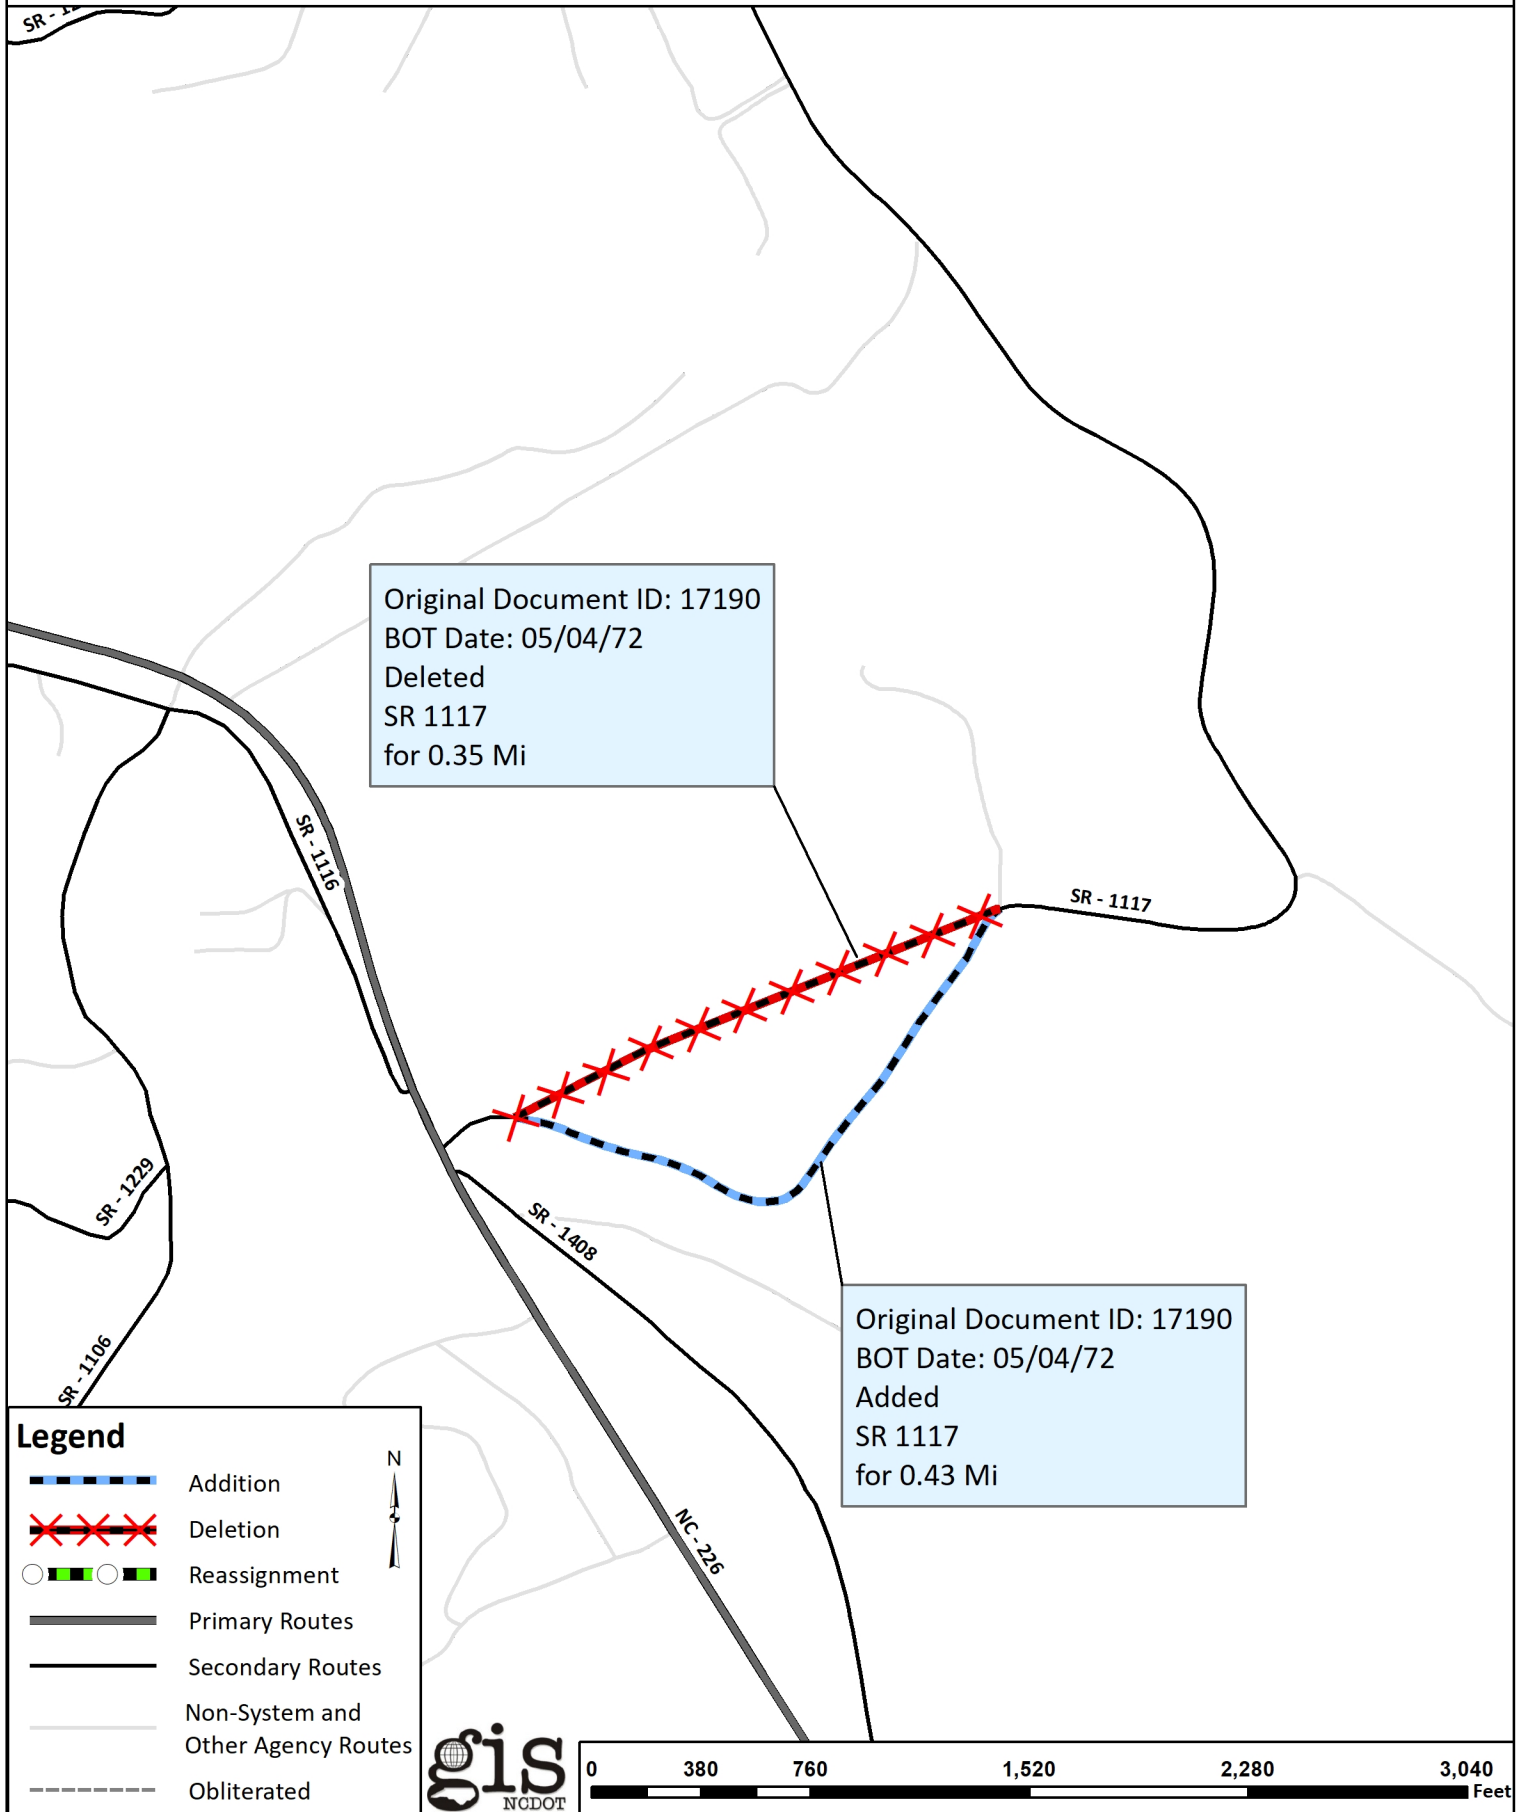 Original Document ID: 17190
BOT Date: 05/04/72
Deleted
SR 1117
for 0.35 Mi
SR - 1116
SR - 1117
SR - 1229
SR - 1408
SR - 1106
Original Document ID: 17190
BOT Date: 05/04/72
Added
SR 1117
for 0.43 Mi
NC - 226
Legend
N
Addition
Deletion
Reassignment
Primary Routes
Secondary Routes
Non-System and
Other Agency Routes
Obliterated
gis
NCDOT
0 380 760 1,520 2,280 3,040
Feet